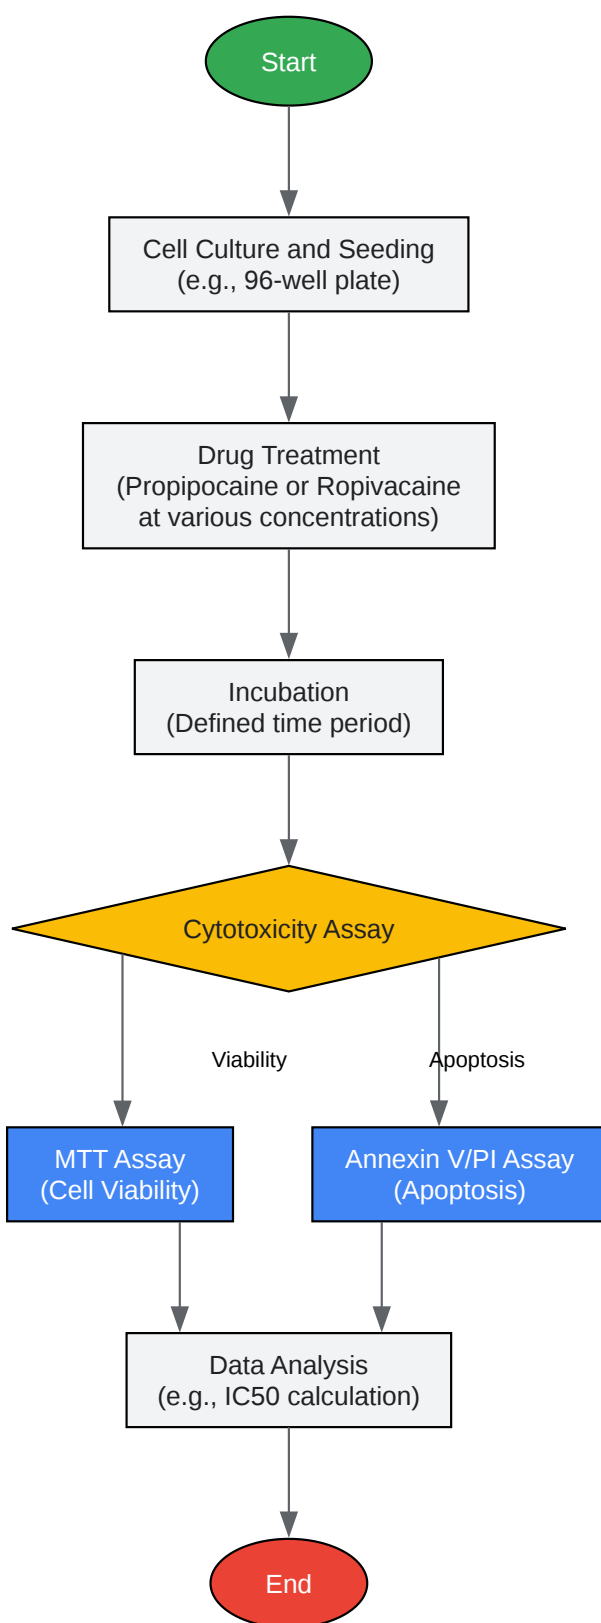 Start
Cell Culture and Seeding
(e.g., 96-well plate)
Drug Treatment
(Propipocaine or Ropivacaine
at various concentrations)
Incubation
(Defined time period)
Cytotoxicity Assay
Viability
Apoptosis
MTT Assay
(Cell Viability)
Annexin V/PI Assay
(Apoptosis)
Data Analysis
(e.g., IC50 calculation)
End